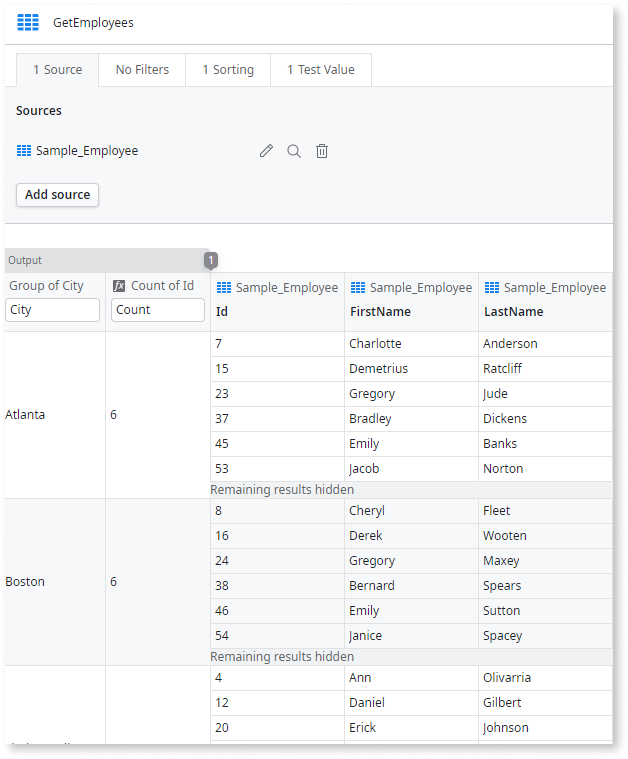 GetEmployees
1 Source No Filters 1 Sorting 1 Test Value
Sources
Sample_Employee
Add source
Output 1
Group of City fx Count of Id Sample_Employee Sample_Employee Sample_Employee
City Count Id FirstName LastName
7 Charlotte Anderson
15 Demetrius Ratcliff
23 Gregory Jude
Atlanta 6 37 Bradley Dickens
45 Emily Banks
53 Jacob Norton
Remaining results hidden
8 Cheryl Fleet
16 Derek Wooten
24 Gregory Maxey
Boston 6 38 Bernard Spears
46 Emily Sutton
54 Janice Spacey
Remaining results hidden
4 Ann Olivarria
12 Daniel Gilbert
20 Erick Johnson